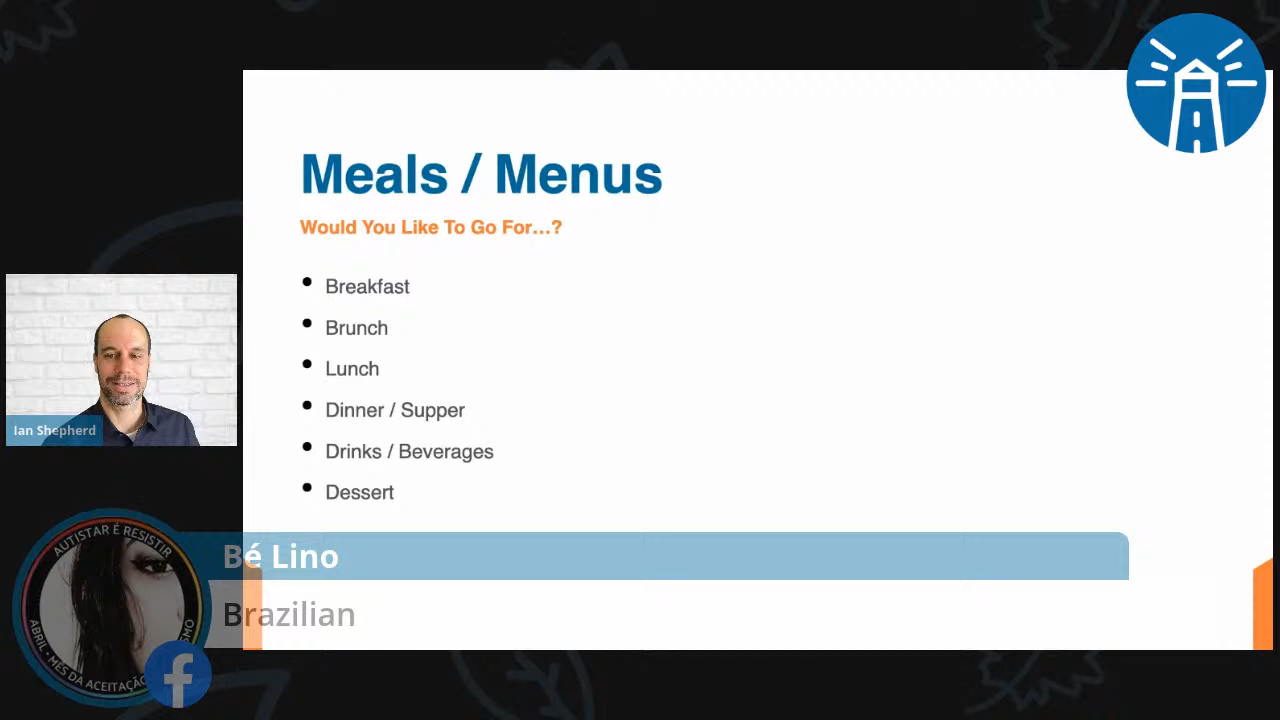 Meals / Menus
Would You Like To Go For...?
• Breakfast
• Brunch
• Lunch
• Dinner / Supper
• Drinks / Beverages
• Dessert
Ian Shepherd
AUTISTAR É RESISTIR
Bé Lino
Brazilian
ABRIL - MÊS DA ACEITAÇÃO